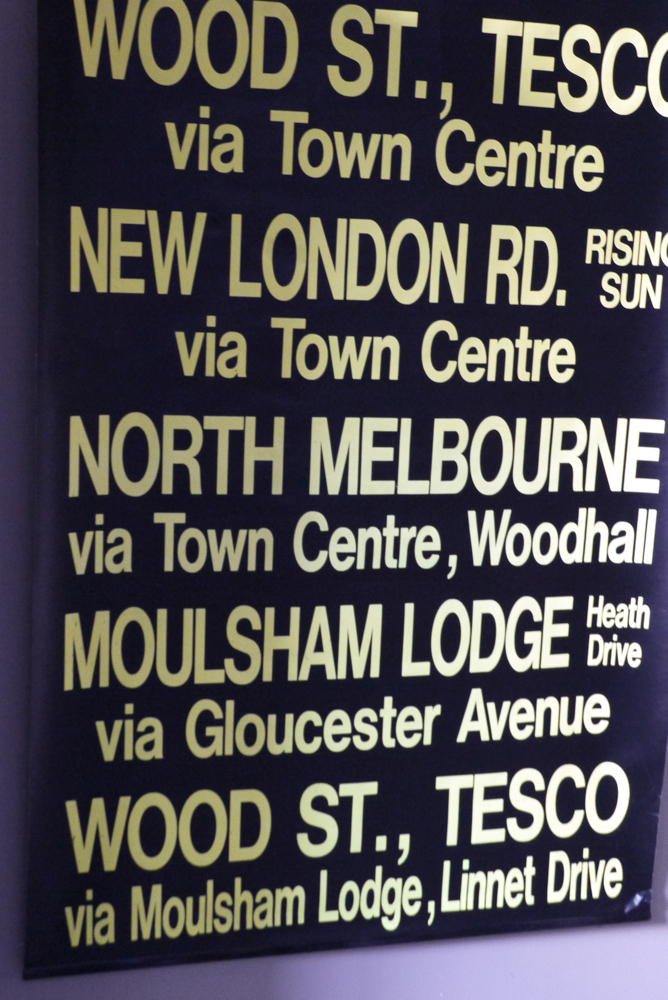 WOOD ST., TESCO
via Town Centre
NEW LONDON RD. RISING SUN
via Town Centre
NORTH MELBOURNE
via Town Centre, Woodhall
MOULSHAM LODGE Heath Drive
via Gloucester Avenue
WOOD ST., TESCO
via Moulsham Lodge, Linnet Drive